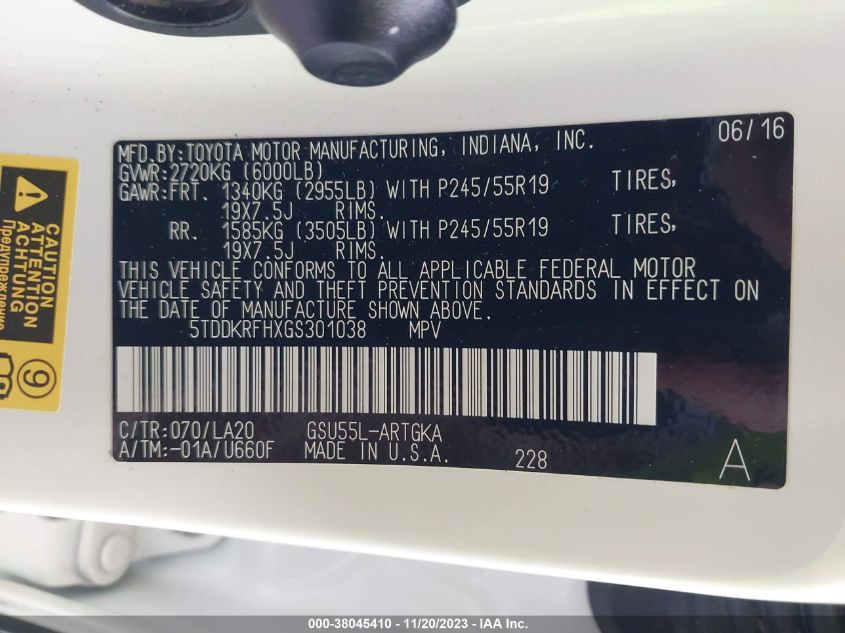 06/16
MFD.BY:TOYOTA MOTOR MANUFACTURING, INDIANA, INC.
GVWR:2720KG (6000LB)
GAWR:FRT. 1340KG (2955LB) WITH P245/55R19 TIRES,
19X7.5J RIMS.
RR. 1585KG (3505LB) WITH P245/55R19 TIRES,
19X7.5J RIMS.
THIS VEHICLE CONFORMS TO ALL APPLICABLE FEDERAL MOTOR
VEHICLE SAFETY AND THEFT PREVENTION STANDARDS IN EFFECT ON
THE DATE OF MANUFACTURE SHOWN ABOVE.
5TDDKRFHXGS301038 MPV
C/TR:070/LA20 GSU55L-ARTGKA
A/TM:-01A/U660F MADE IN U.S.A. 228 A
CAUTION
ATTENTION
ACHTUNG
Предупреждение
9
000-38045410 - 11/20/2023 - IAA Inc.